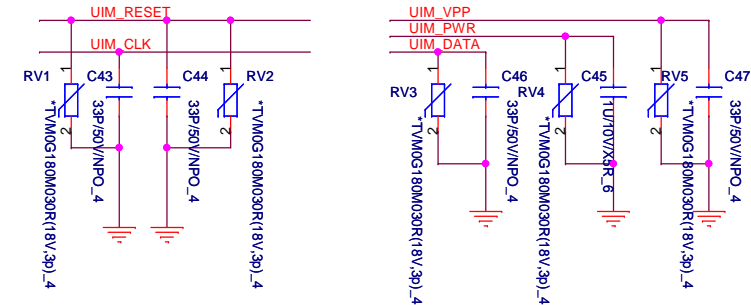 UIM_RESET
UIM_CLK
RV1
1
2
*TVM0G180M030R(18V,3p)_4
C43
33P/50V/NPO_4
C44
33P/50V/NPO_4
RV2
1
2
*TVM0G180M030R(18V,3p)_4
UIM_VPP
UIM_PWR
UIM_DATA
RV3
1
2
*TVM0G180M030R(18V,3p)_4
C46
33P/50V/NPO_4
RV4
1
2
*TVM0G180M030R(18V,3p)_4
C45
1U/10V/X5R_6
RV5
1
2
*TVM0G180M030R(18V,3p)_4
C47
33P/50V/NPO_4